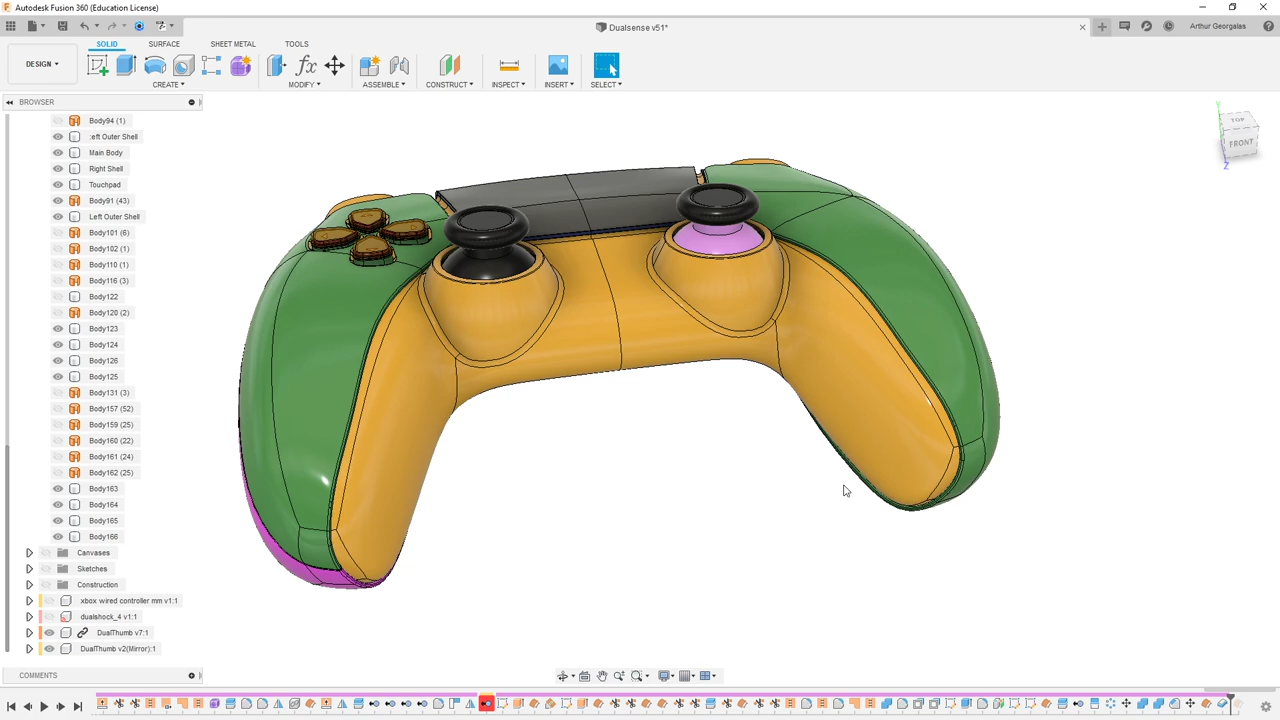 Autodesk Fusion 360 (Education License)
Dualsense v51*
Arthur Georgalas
DESIGN
SOLID SURFACE SHEET METAL TOOLS
CREATE MODIFY ASSEMBLE CONSTRUCT INSPECT INSERT SELECT
BROWSER
Body94 (1)
:eft Outer Shell
Main Body
Right Shell
Touchpad
Body91 (43)
Left Outer Shell
Body101 (6)
Body102 (1)
Body110 (1)
Body116 (3)
Body122
Body120 (2)
Body123
Body124
Body126
Body125
Body131 (3)
Body157 (52)
Body159 (25)
Body160 (22)
Body161 (24)
Body162 (25)
Body163
Body164
Body165
Body166
Canvases
Sketches
Construction
xbox wired controller mm v1:1
dualshock_4 v1:1
DualThumb v7:1
DualThumb v2(Mirror):1
COMMENTS
TOP
FRONT
Y
Z